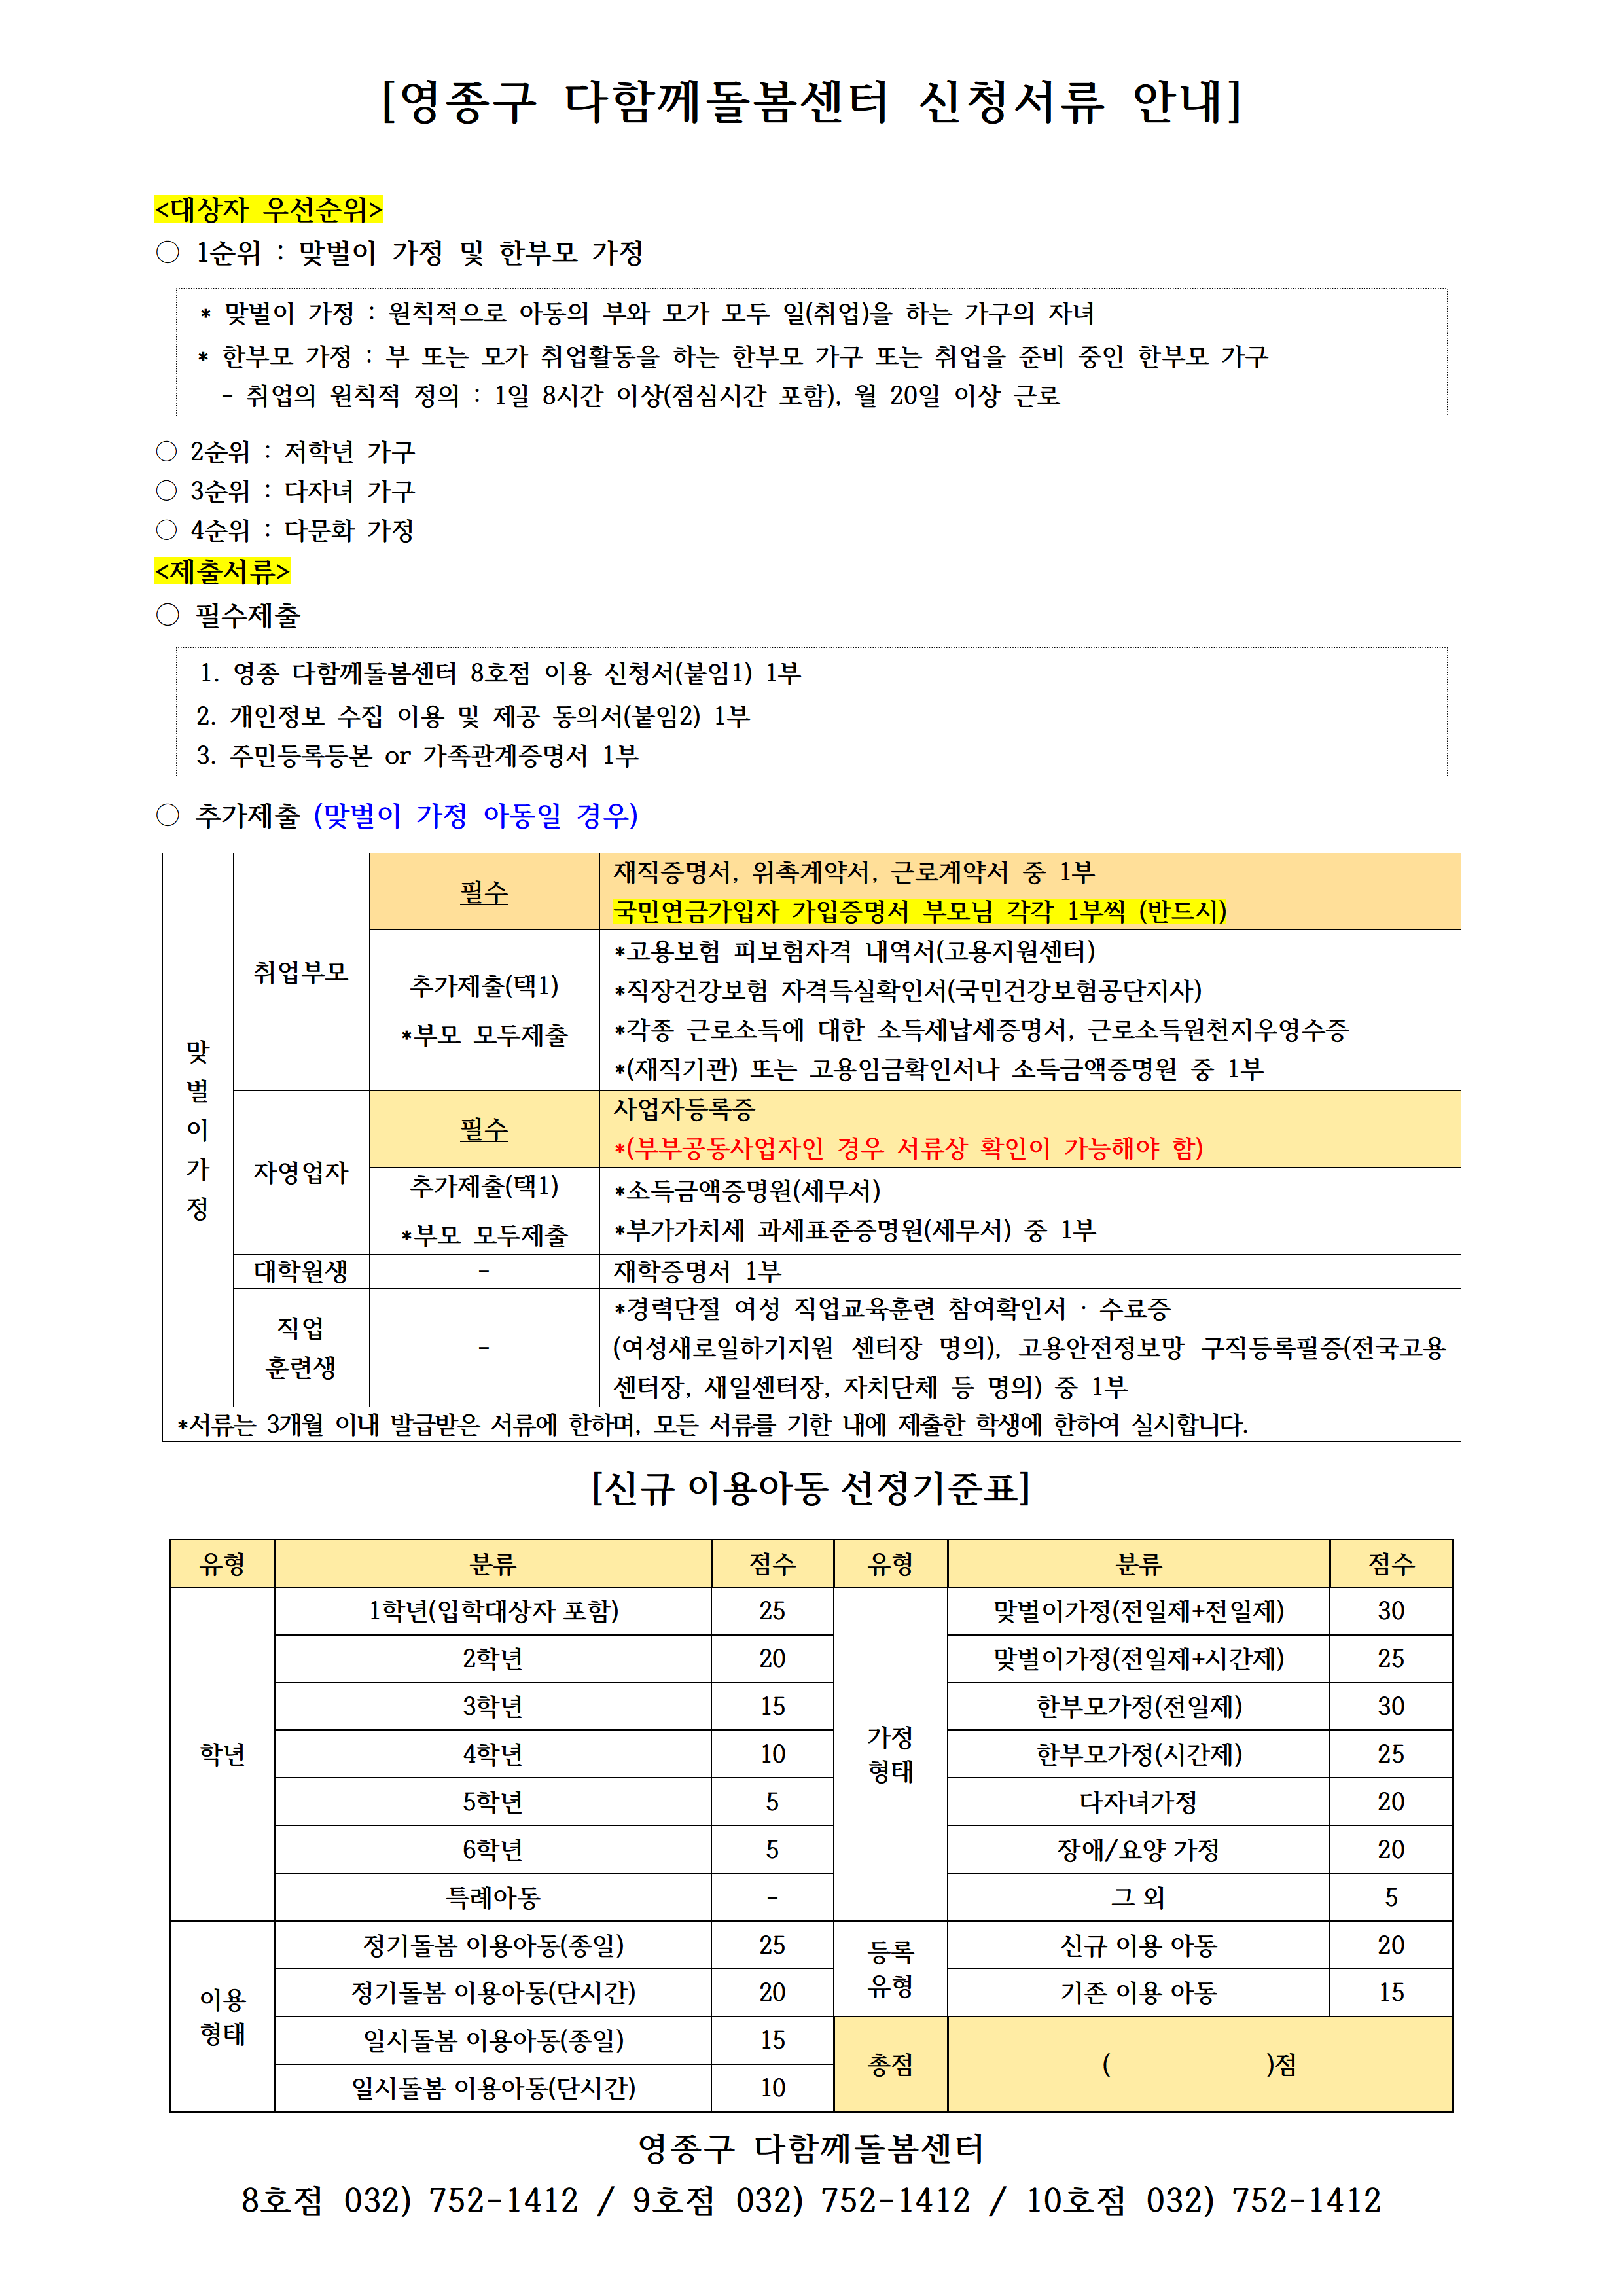 [영종구 다함께돌봄센터 신청서류 안내]
<대상자 우선순위>
○ 1순위 : 맞벌이 가정 및 한부모 가정
* 맞벌이 가정 : 원칙적으로 아동의 부와 모가 모두 일(취업)을 하는 가구의 자녀
* 한부모 가정 : 부 또는 모가 취업활동을 하는 한부모 가구 또는 취업을 준비 중인 한부모 가구
- 취업의 원칙적 정의 : 1일 8시간 이상(점심시간 포함), 월 20일 이상 근로
○ 2순위 : 저학년 가구
○ 3순위 : 다자녀 가구
○ 4순위 : 다문화 가정
<제출서류>
○ 필수제출
1. 영종 다함께돌봄센터 8호점 이용 신청서(붙임1) 1부
2. 개인정보 수집 이용 및 제공 동의서(붙임2) 1부
3. 주민등록등본 or 가족관계증명서 1부
○ 추가제출 (맞벌이 가정 아동일 경우)
맞
벌
이
가
정
취업부모
필수
재직증명서, 위촉계약서, 근로계약서 중 1부
국민연금가입자 가입증명서 부모님 각각 1부씩 (반드시)
추가제출(택1)
*부모 모두제출
*고용보험 피보험자격 내역서(고용지원센터)
*직장건강보험 자격득실확인서(국민건강보험공단지사)
*각종 근로소득에 대한 소득세납세증명서, 근로소득원천지우영수증
*(재직기관) 또는 고용임금확인서나 소득금액증명원 중 1부
자영업자
필수
사업자등록증
*(부부공동사업자인 경우 서류상 확인이 가능해야 함)
추가제출(택1)
*부모 모두제출
*소득금액증명원(세무서)
*부가가치세 과세표준증명원(세무서) 중 1부
대학원생
-
재학증명서 1부
직업
훈련생
-
*경력단절 여성 직업교육훈련 참여확인서 · 수료증
(여성새로일하기지원 센터장 명의), 고용안전정보망 구직등록필증(전국고용
센터장, 새일센터장, 자치단체 등 명의) 중 1부
*서류는 3개월 이내 발급받은 서류에 한하며, 모든 서류를 기한 내에 제출한 학생에 한하여 실시합니다.
[신규 이용아동 선정기준표]
유형 분류 점수 유형 분류 점수
학년
1학년(입학대상자 포함) 25
2학년 20
3학년 15
4학년 10
5학년 5
6학년 5
특례아동 -
가정
형태
맞벌이가정(전일제+전일제) 30
맞벌이가정(전일제+시간제) 25
한부모가정(전일제) 30
한부모가정(시간제) 25
다자녀가정 20
장애/요양 가정 20
그 외 5
이용
형태
정기돌봄 이용아동(종일) 25
정기돌봄 이용아동(단시간) 20
일시돌봄 이용아동(종일) 15
일시돌봄 이용아동(단시간) 10
등록
유형
신규 이용 아동 20
기존 이용 아동 15
총점 ( )점
영종구 다함께돌봄센터
8호점 032) 752-1412 / 9호점 032) 752-1412 / 10호점 032) 752-1412